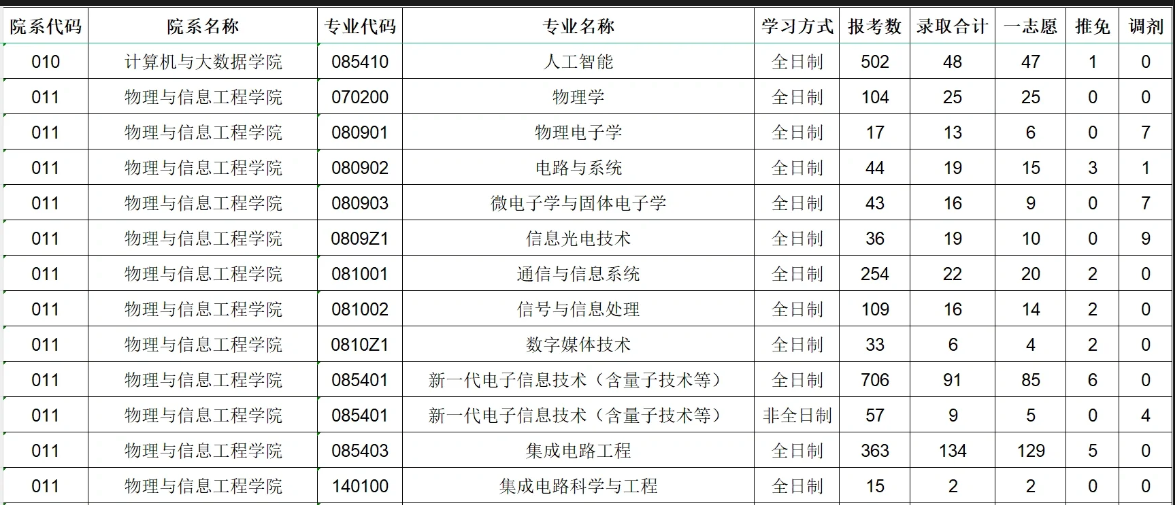 院系代码 院系名称 专业代码 专业名称 学习方式 报考数 录取合计 一志愿 推免 调剂
010 计算机与大数据学院 085410 人工智能 全日制 502 48 47 1 0
011 物理与信息工程学院 070200 物理学 全日制 104 25 25 0 0
011 物理与信息工程学院 080901 物理电子学 全日制 17 13 6 0 7
011 物理与信息工程学院 080902 电路与系统 全日制 44 19 15 3 1
011 物理与信息工程学院 080903 微电子学与固体电子学 全日制 43 16 9 0 7
011 物理与信息工程学院 0809Z1 信息光电技术 全日制 36 19 10 0 9
011 物理与信息工程学院 081001 通信与信息系统 全日制 254 22 20 2 0
011 物理与信息工程学院 081002 信号与信息处理 全日制 109 16 14 2 0
011 物理与信息工程学院 0810Z1 数字媒体技术 全日制 33 6 4 2 0
011 物理与信息工程学院 085401 新一代电子信息技术（含量子技术等） 全日制 706 91 85 6 0
011 物理与信息工程学院 085401 新一代电子信息技术（含量子技术等） 非全日制 57 9 5 0 4
011 物理与信息工程学院 085403 集成电路工程 全日制 363 134 129 5 0
011 物理与信息工程学院 140100 集成电路科学与工程 全日制 15 2 2 0 0